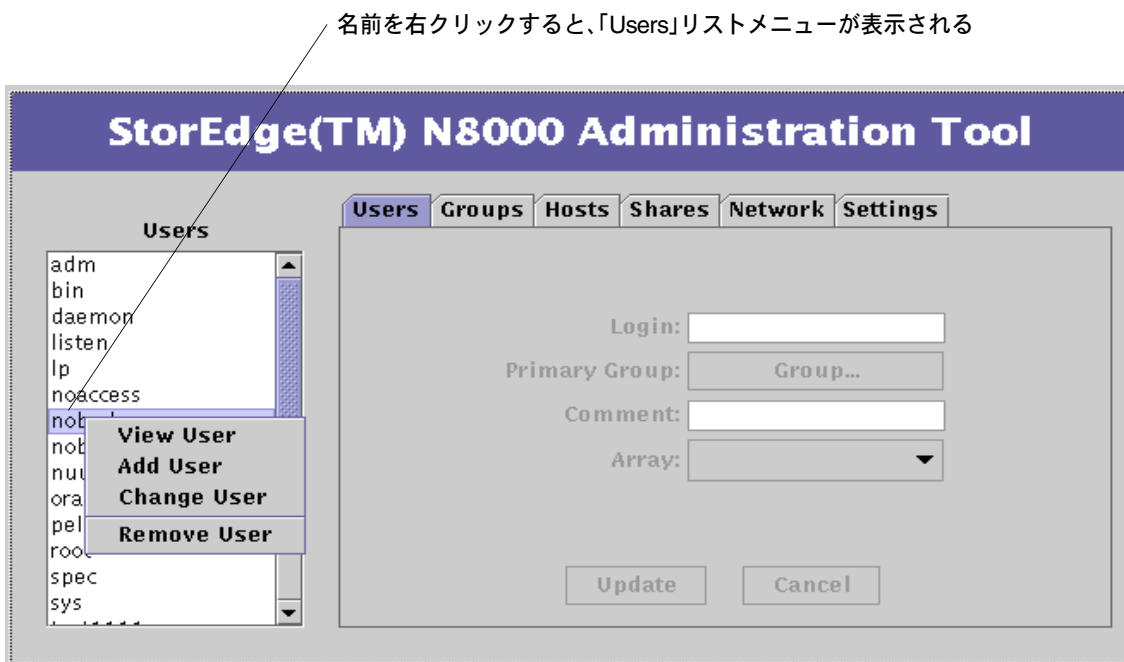 名前を右クリックすると、「Users」リストメニューが表示される
StorEdge(TM) N8000 Administration Tool
Users Groups Hosts Shares Network Settings
Users
adm
bin
daemon
listen
lp
noaccess
View User
Add User
Change User
Remove User
root
spec
sys
Login:
Primary Group: Group...
Comment:
Array:
Update Cancel